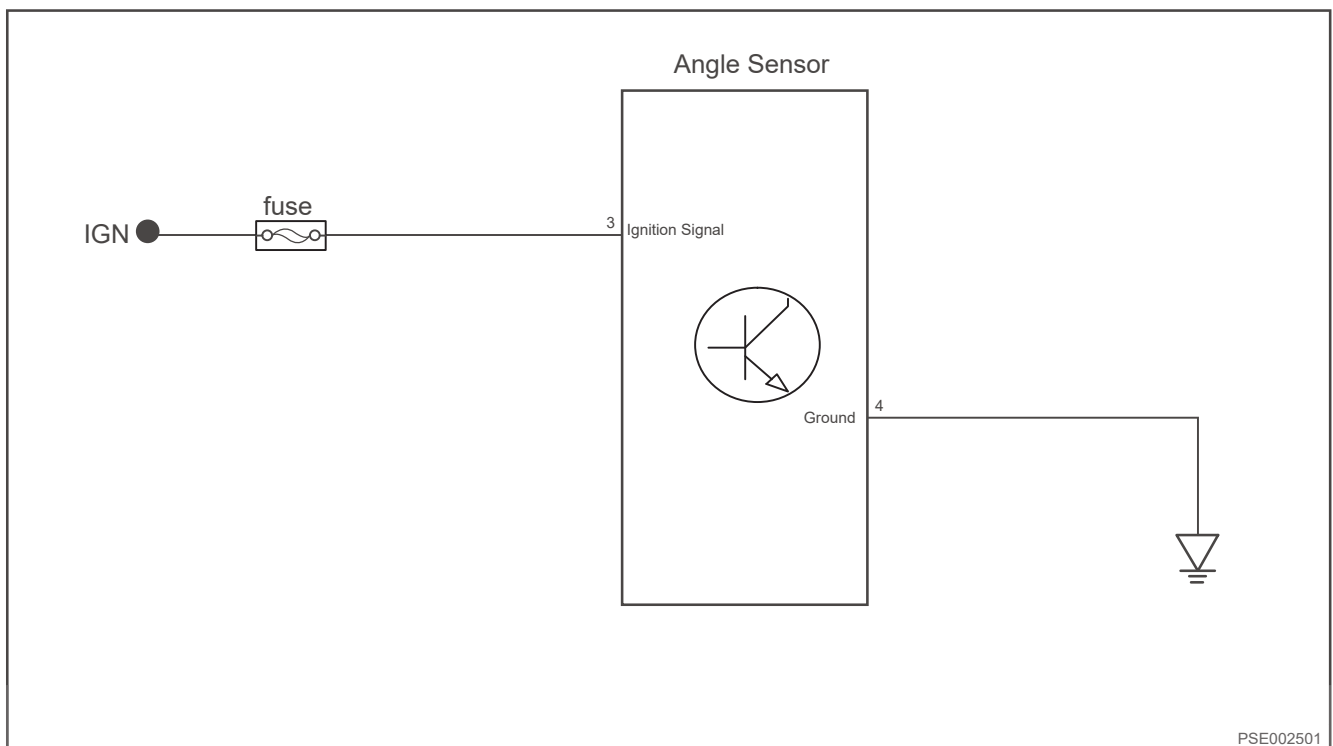 Angle Sensor
fuse
IGN
3
Ignition Signal
Ground
4
PSE002501